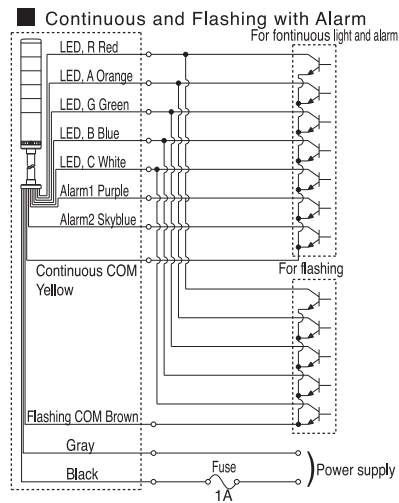 ■ Continuous and Flashing with Alarm
For fontinuous light and alarm
LED, R Red
LED, A Orange
LED, G Green
LED, B Blue
LED, C White
Alarm1 Purple
Alarm2 Skyblue
Continuous COM
Yellow
For flashing
Flashing COM Brown
Gray
Black
Fuse
1A
Power supply